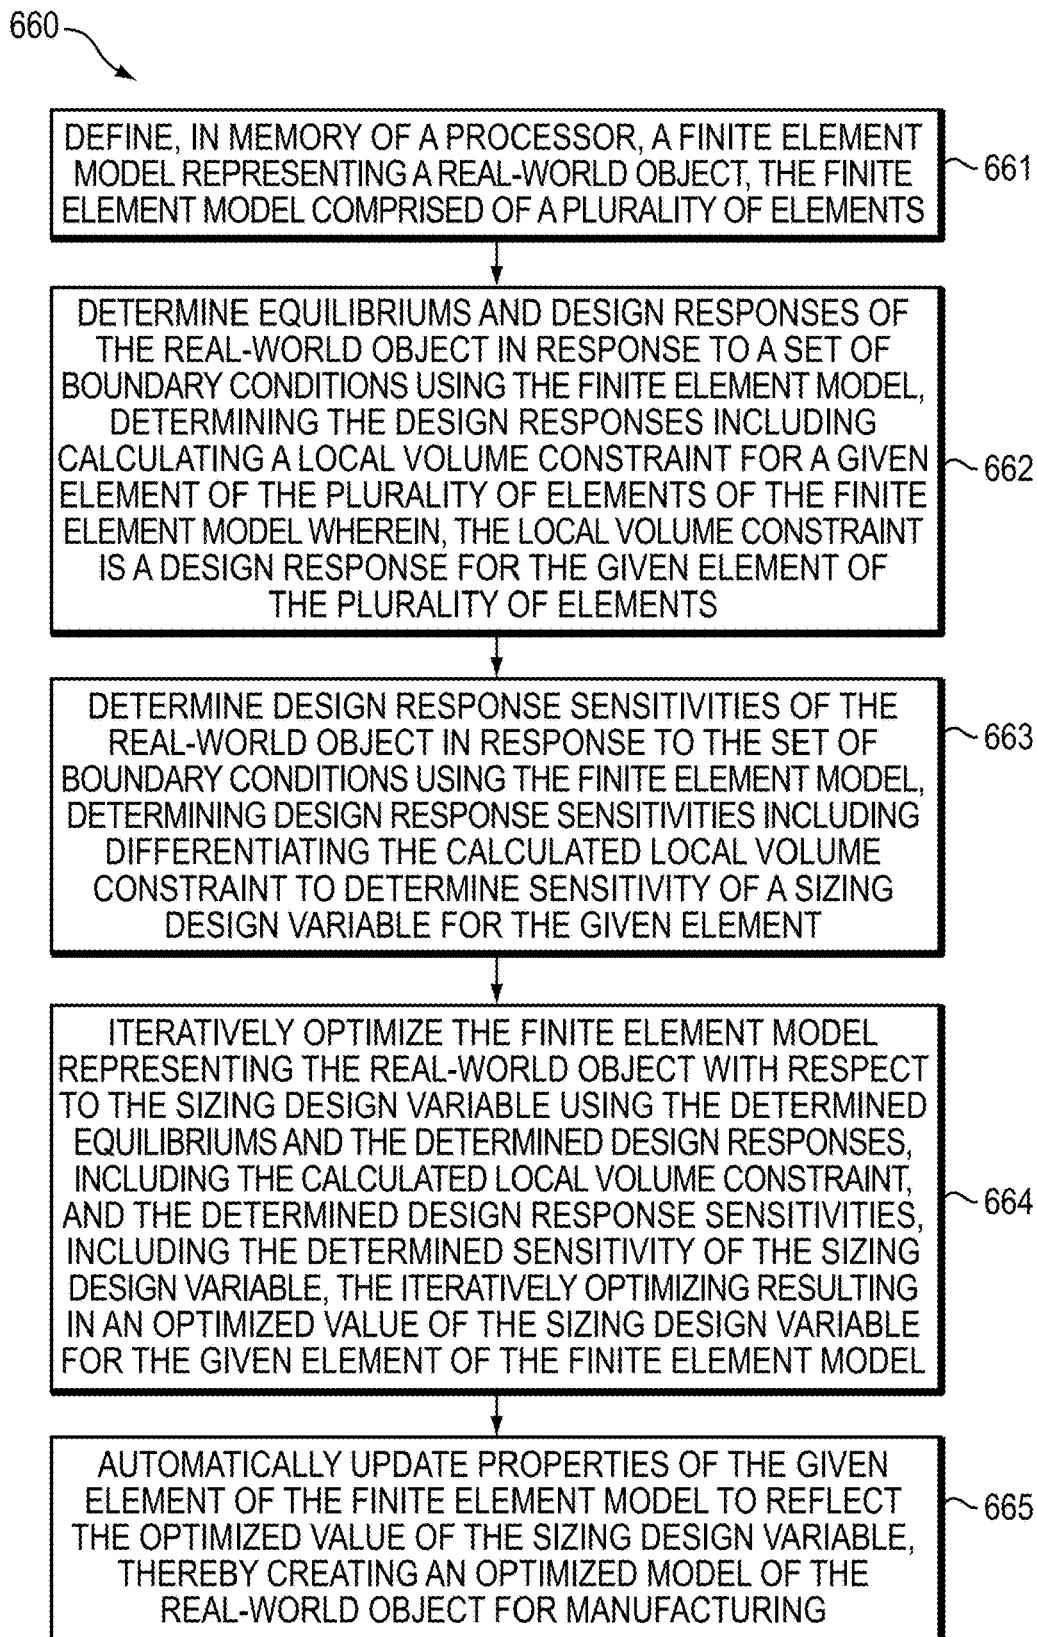 660
DEFINE, IN MEMORY OF A PROCESSOR, A FINITE ELEMENT
MODEL REPRESENTING A REAL-WORLD OBJECT, THE FINITE
ELEMENT MODEL COMPRISED OF A PLURALITY OF ELEMENTS
661
DETERMINE EQUILIBRIUMS AND DESIGN RESPONSES OF
THE REAL-WORLD OBJECT IN RESPONSE TO A SET OF
BOUNDARY CONDITIONS USING THE FINITE ELEMENT MODEL,
DETERMINING THE DESIGN RESPONSES INCLUDING
CALCULATING A LOCAL VOLUME CONSTRAINT FOR A GIVEN
ELEMENT OF THE PLURALITY OF ELEMENTS OF THE FINITE
ELEMENT MODEL WHEREIN, THE LOCAL VOLUME CONSTRAINT
IS A DESIGN RESPONSE FOR THE GIVEN ELEMENT OF
THE PLURALITY OF ELEMENTS
662
DETERMINE DESIGN RESPONSE SENSITIVITIES OF THE
REAL-WORLD OBJECT IN RESPONSE TO THE SET OF
BOUNDARY CONDITIONS USING THE FINITE ELEMENT MODEL,
DETERMINING DESIGN RESPONSE SENSITIVITIES INCLUDING
DIFFERENTIATING THE CALCULATED LOCAL VOLUME
CONSTRAINT TO DETERMINE SENSITIVITY OF A SIZING
DESIGN VARIABLE FOR THE GIVEN ELEMENT
663
ITERATIVELY OPTIMIZE THE FINITE ELEMENT MODEL
REPRESENTING THE REAL-WORLD OBJECT WITH RESPECT
TO THE SIZING DESIGN VARIABLE USING THE DETERMINED
EQUILIBRIUMS AND THE DETERMINED DESIGN RESPONSES,
INCLUDING THE CALCULATED LOCAL VOLUME CONSTRAINT,
AND THE DETERMINED DESIGN RESPONSE SENSITIVITIES,
INCLUDING THE DETERMINED SENSITIVITY OF THE SIZING
DESIGN VARIABLE, THE ITERATIVELY OPTIMIZING RESULTING
IN AN OPTIMIZED VALUE OF THE SIZING DESIGN VARIABLE
FOR THE GIVEN ELEMENT OF THE FINITE ELEMENT MODEL
664
AUTOMATICALLY UPDATE PROPERTIES OF THE GIVEN
ELEMENT OF THE FINITE ELEMENT MODEL TO REFLECT
THE OPTIMIZED VALUE OF THE SIZING DESIGN VARIABLE,
THEREBY CREATING AN OPTIMIZED MODEL OF THE
REAL-WORLD OBJECT FOR MANUFACTURING
665